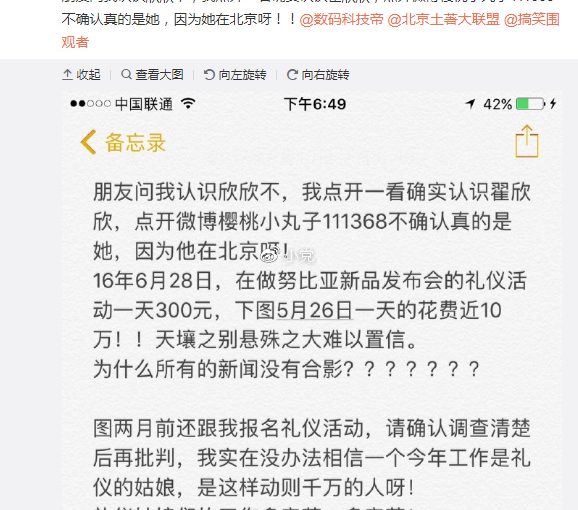 不确认真的是她，因为她在北京呀！！@数码科技帝 @北京土著大联盟 @搞笑围
观者
收起 查看大图 向左旋转 向右旋转
中国联通 下午6:49 42%
备忘录
朋友问我认识欣欣不，我点开一看确实认识翟欣
欣，点开微博樱桃小丸子111368不确认真的是
她，因为他在北京呀！
小党
16年6月28日，在做努比亚新品发布会的礼仪活
动一天300元，下图5月26日一天的花费近10
万！！天壤之别悬殊之大难以置信。
为什么所有的新闻没有合影？？？？？？？
图两月前还跟我报名礼仪活动，请确认调查清楚
后再批判，我实在没办法相信一个今年工作是礼
仪的姑娘，是这样动则千万的人呀！